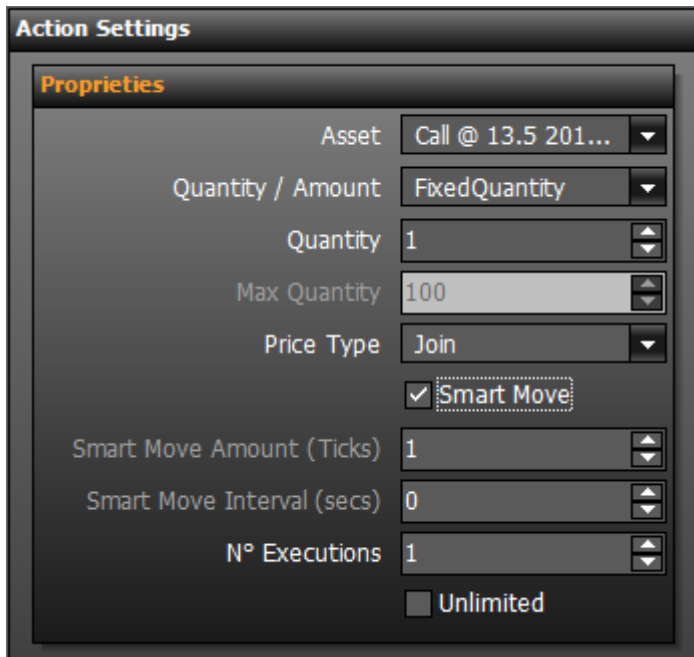 Action Settings
Proprieties
Asset Call @ 13.5 201...
Quantity / Amount FixedQuantity
Quantity 1
Max Quantity 100
Price Type Join
Smart Move
Smart Move Amount (Ticks) 1
Smart Move Interval (secs) 0
N° Executions 1
Unlimited